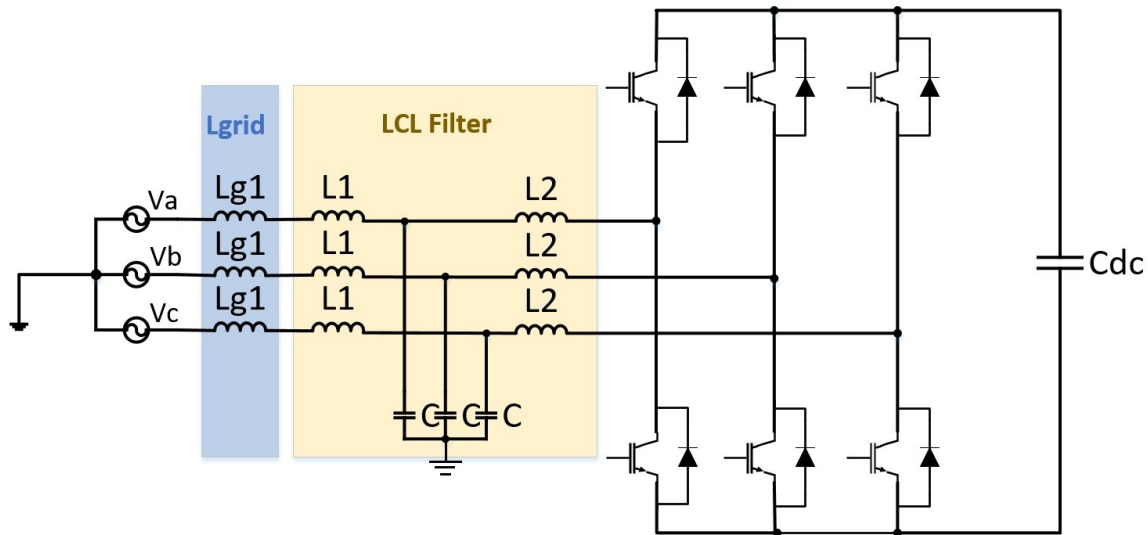 Lgrid
LCL Filter
Va
Lg1
L1
L2
Vb
Lg1
L1
L2
Vc
Lg1
L1
L2
C
C
C
Cdc